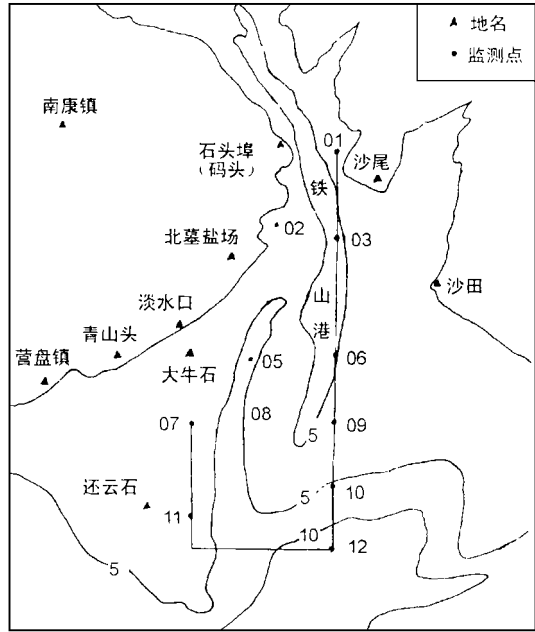 地名
监测点
南康镇
石头埠
（码头）
01
沙尾
铁
02
03
北墓盐场
山
沙田
淡水口
港
青山头
大牛石
05
06
营盘镇
08
07
5
09
还云石
5
10
11
10
12
5